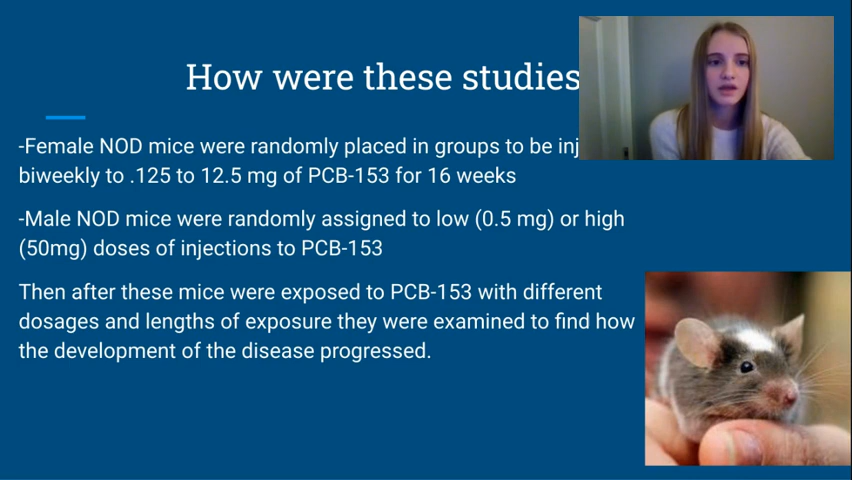 How were these studies
-Female NOD mice were randomly placed in groups to be
biweekly to .125 to 12.5 mg of PCB-153 for 16 weeks
-Male NOD mice were randomly assigned to low (0.5 mg) or high
(50mg) doses of injections to PCB-153
Then after these mice were exposed to PCB-153 with different
dosages and lengths of exposure they were examined to find how
the development of the disease progressed.